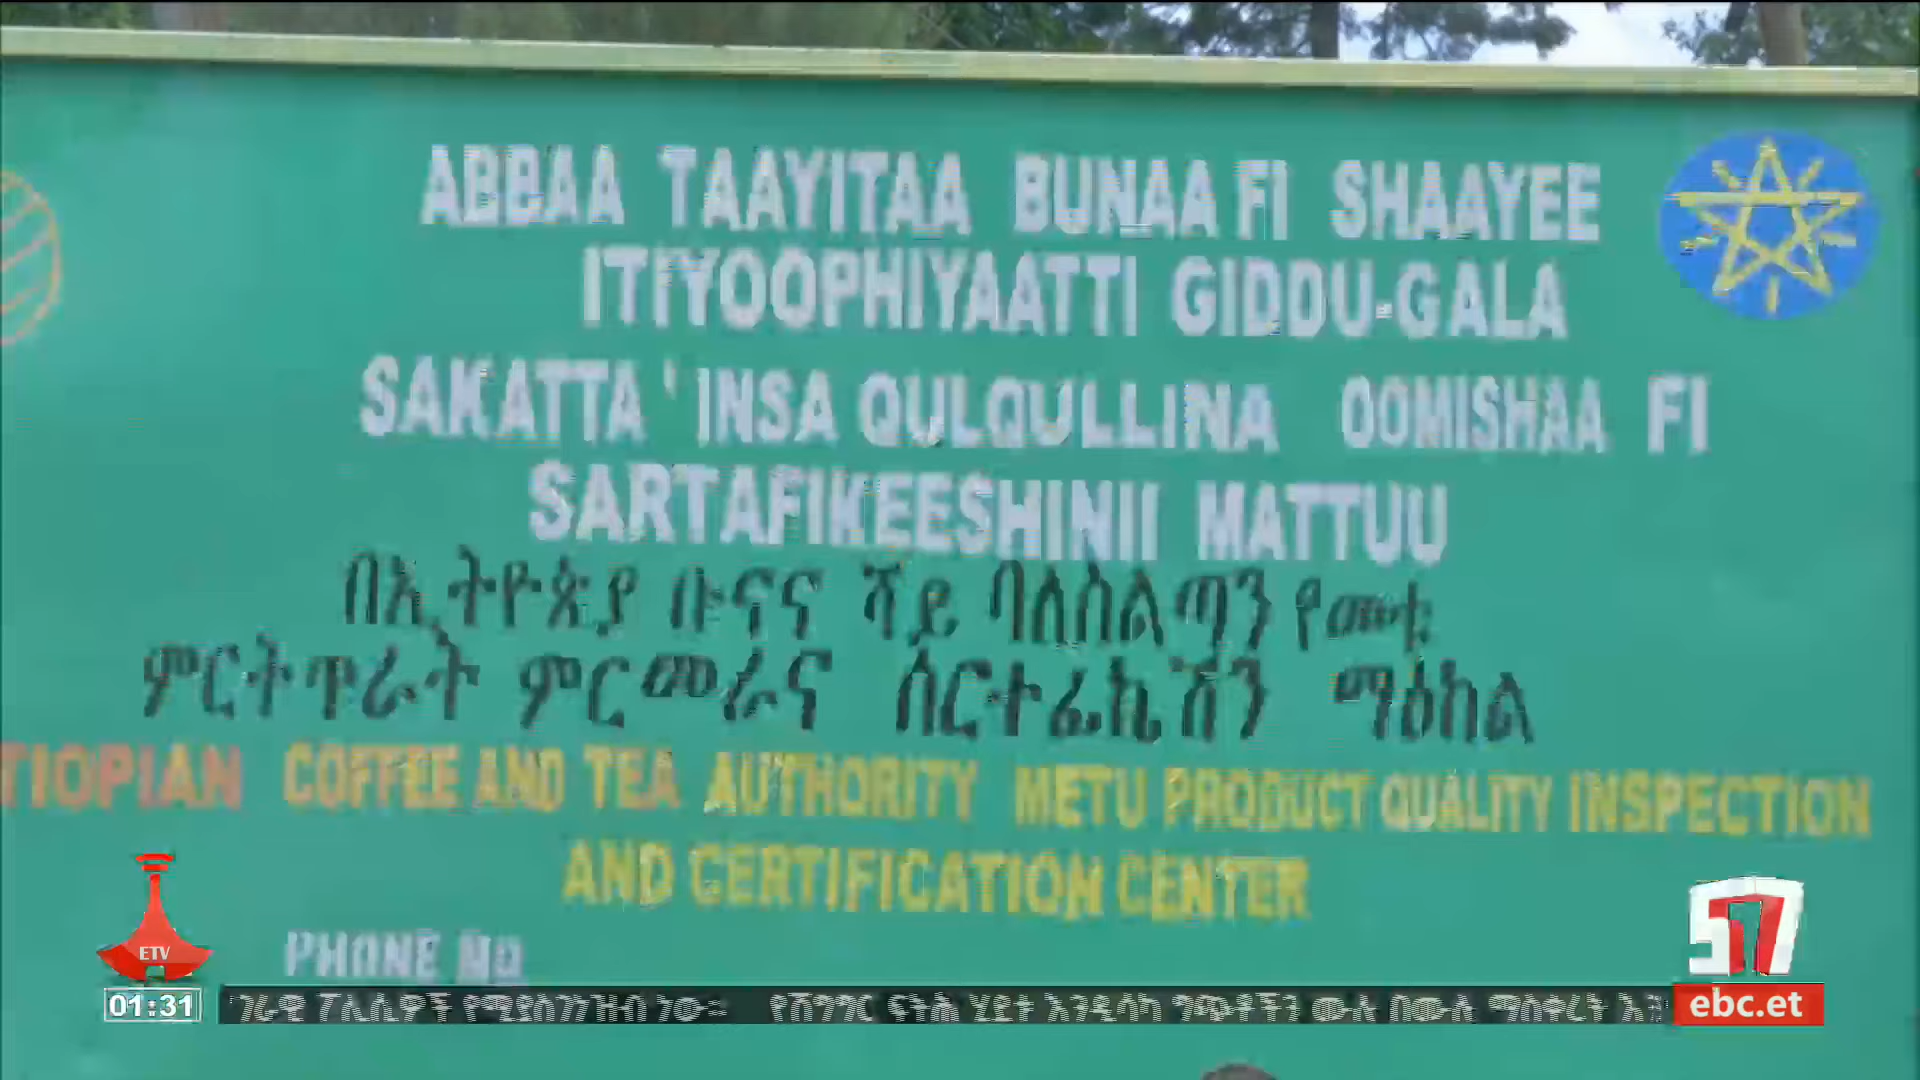 ABBAA TAAYITAA BUNAA FI SHAAYEE
ITIYOOPHIYAATTI GIDDU-GALA
SAKATTA'INSA QULQULLINA OOMISHAA FI
SARTAFIKEESHINII MATTUU
በኢትዮጵያ ቡናና ሻይ ባለስልጣን የመቱ
ምርትጥራት ምርመራና ሰርተፊኬሽን ማዕከል
TIOPIAN COFFEE AND TEA AUTHORITY METU PRODUCT QUALITY INSPECTION
AND CERTIFICATION CENTER
PHONE NO
ETV
57
01:31
ebc.et